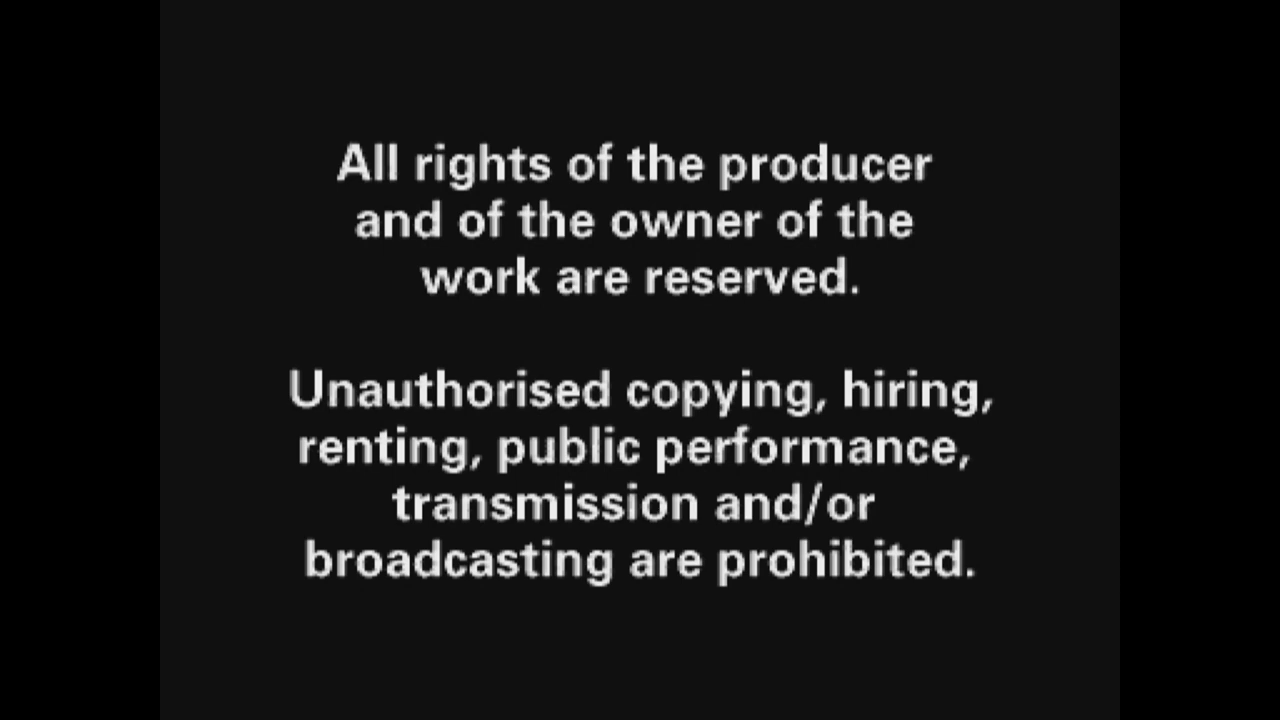 All rights of the producer
and of the owner of the
work are reserved.
Unauthorised copying, hiring,
renting, public performance,
transmission and/or
broadcasting are prohibited.